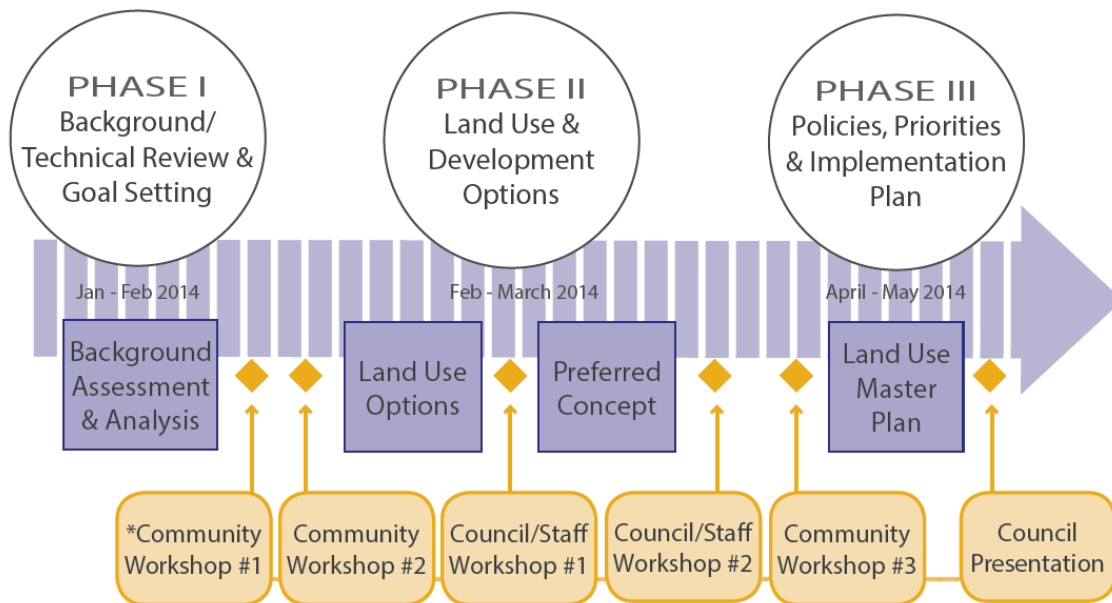 PHASE I
Background/
Technical Review &
Goal Setting
PHASE II
Land Use &
Development
Options
PHASE III
Policies, Priorities
& Implementation
Plan
Jan - Feb 2014
Feb - March 2014
April - May 2014
Background
Assessment
& Analysis
Land Use
Options
Preferred
Concept
Land Use
Master
Plan
*Community
Workshop #1
Community
Workshop #2
Council/Staff
Workshop #1
Council/Staff
Workshop #2
Community
Workshop #3
Council
Presentation